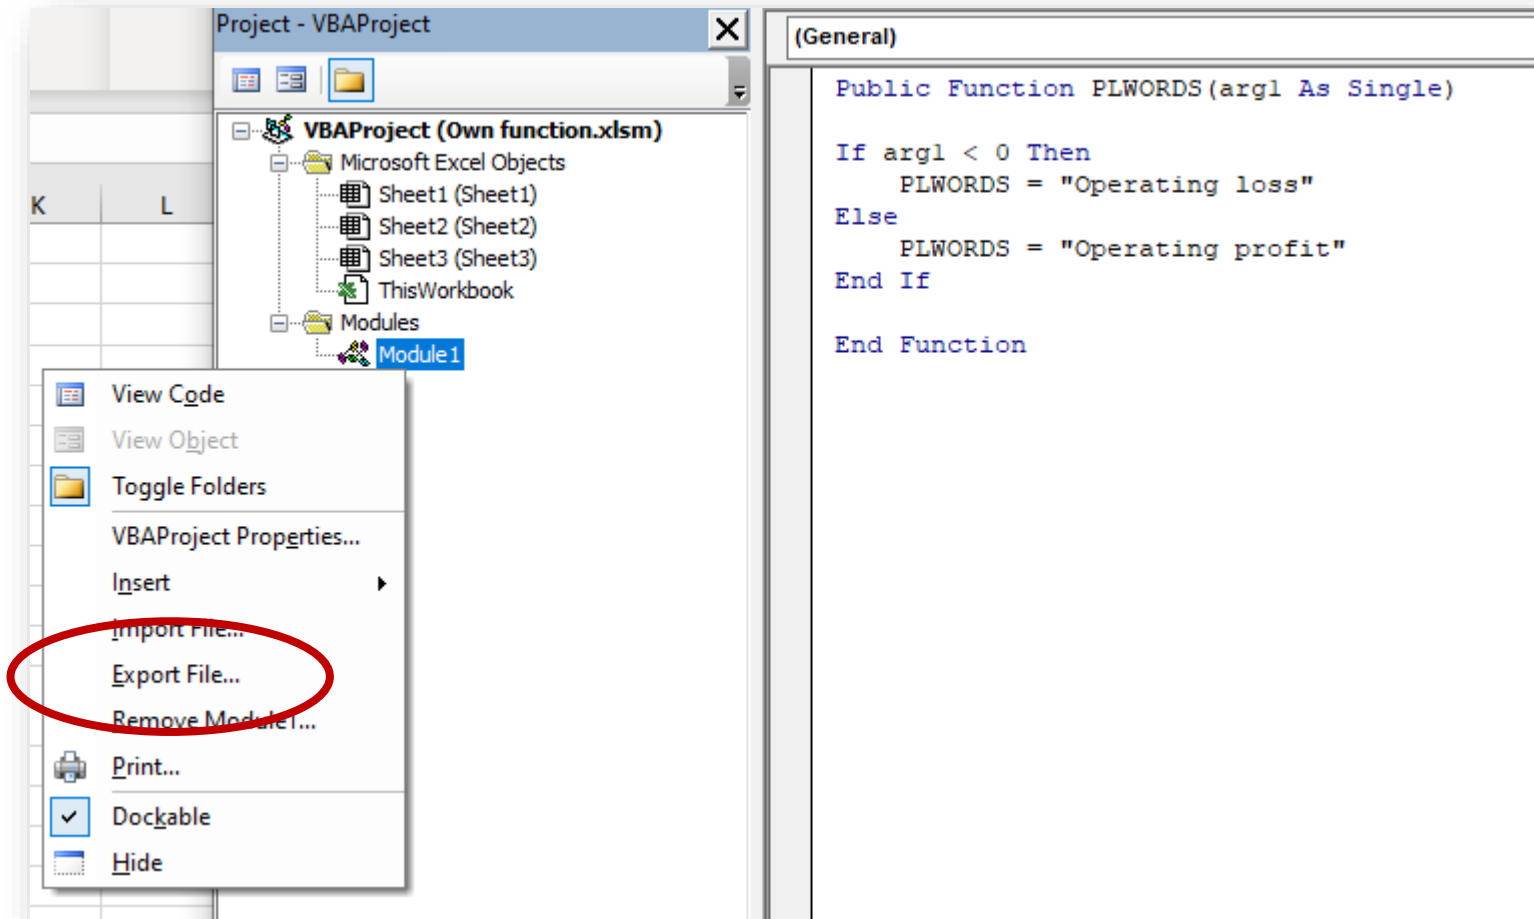 Project - VBAProject
(General)
VBAProject (Own function.xlsm)
Microsoft Excel Objects
Sheet1 (Sheet1)
Sheet2 (Sheet2)
Sheet3 (Sheet3)
ThisWorkbook
Modules
Module1
K L
View Code
View Object
Toggle Folders
VBAProject Properties...
Insert
Import File...
Export File...
Remove Module1...
Print...
Dockable
Hide
Public Function PLWORDS(arg1 As Single)
If arg1 < 0 Then
PLWORDS = "Operating loss"
Else
PLWORDS = "Operating profit"
End If
End Function